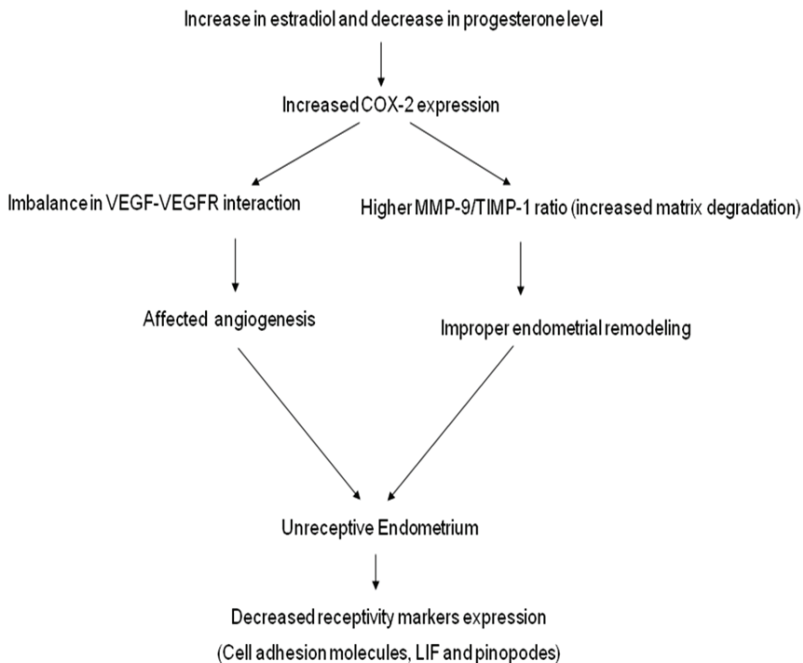 Increase in estradiol and decrease in progesterone level
Increased COX-2 expression
Imbalance in VEGF-VEGFR interaction
Higher MMP-9/TIMP-1 ratio (increased matrix degradation)
Affected angiogenesis
Improper endometrial remodeling
Unreceptive Endometrium
Decreased receptivity markers expression
(Cell adhesion molecules, LIF and pinopodes)